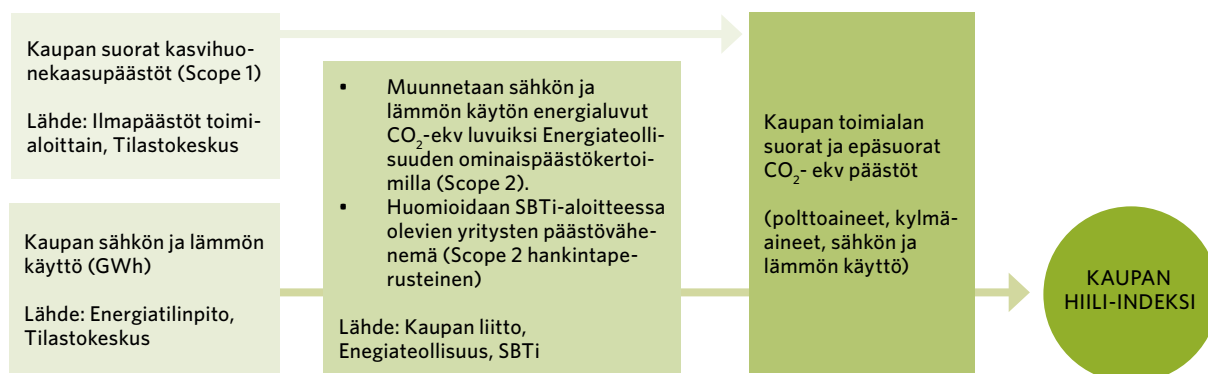 Kaupan suorat kasvihuo-
nekaasupäästöt (Scope 1)
Lähde: Ilmapäästöt toimi-
aloittain, Tilastokeskus
Kaupan sähkön ja lämmön
käyttö (GWh)
Lähde: Energiatilinpito,
Tilastokeskus
• Muunnetaan sähkön ja
lämmön käytön energialuvut
CO₂-ekv luvuiksi Energiateolli-
suuden ominaispäästökertoi-
milla (Scope 2).
• Huomioidaan SBTi-aloitteessa
olevien yritysten päästövähe-
nemä (Scope 2 hankintape-
rusteinen)
Lähde: Kaupan liitto,
Enegiateollisuus, SBTi
Kaupan toimialan
suorat ja epäsuorat
CO₂- ekv päästöt
(polttoaineet, kylmä-
aineet, sähkön ja
lämmön käyttö)
KAUPAN
HIILI-INDEKSI